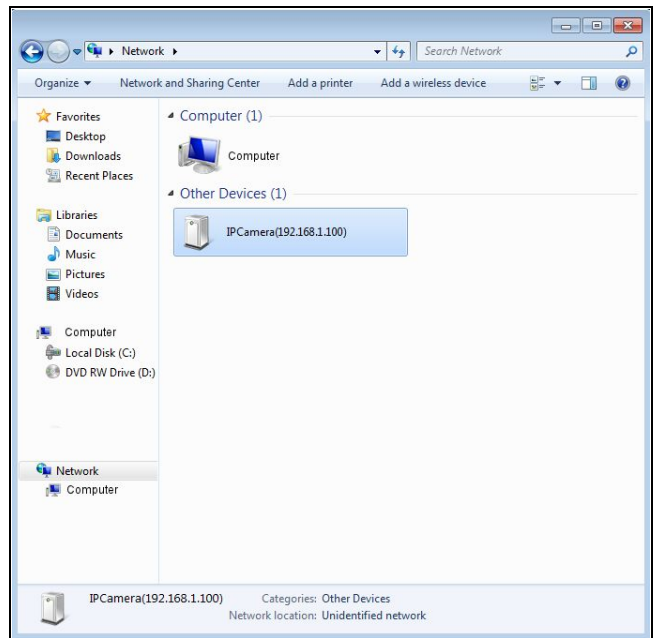 Network
Search Network
Organize Network and Sharing Center Add a printer Add a wireless device
Favorites
Desktop
Downloads
Recent Places
Libraries
Documents
Music
Pictures
Videos
Computer
Local Disk (C:)
DVD RW Drive (D:)
Network
Computer
Computer (1)
Computer
Other Devices (1)
IPCamera(192.168.1.100)
IPCamera(192.168.1.100) Categories: Other Devices
Network location: Unidentified network